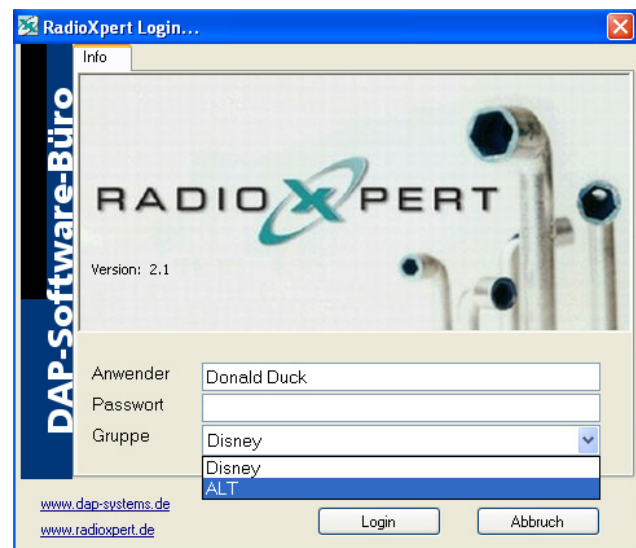 RadioXpert Login...
Info
DAP-Software-Büro
RADIOXPERT
Version: 2.1
Anwender Donald Duck
Passwort
Gruppe Disney
Disney
ALT
www.dap-systems.de
www.radioxpert.de
Login Abbruch